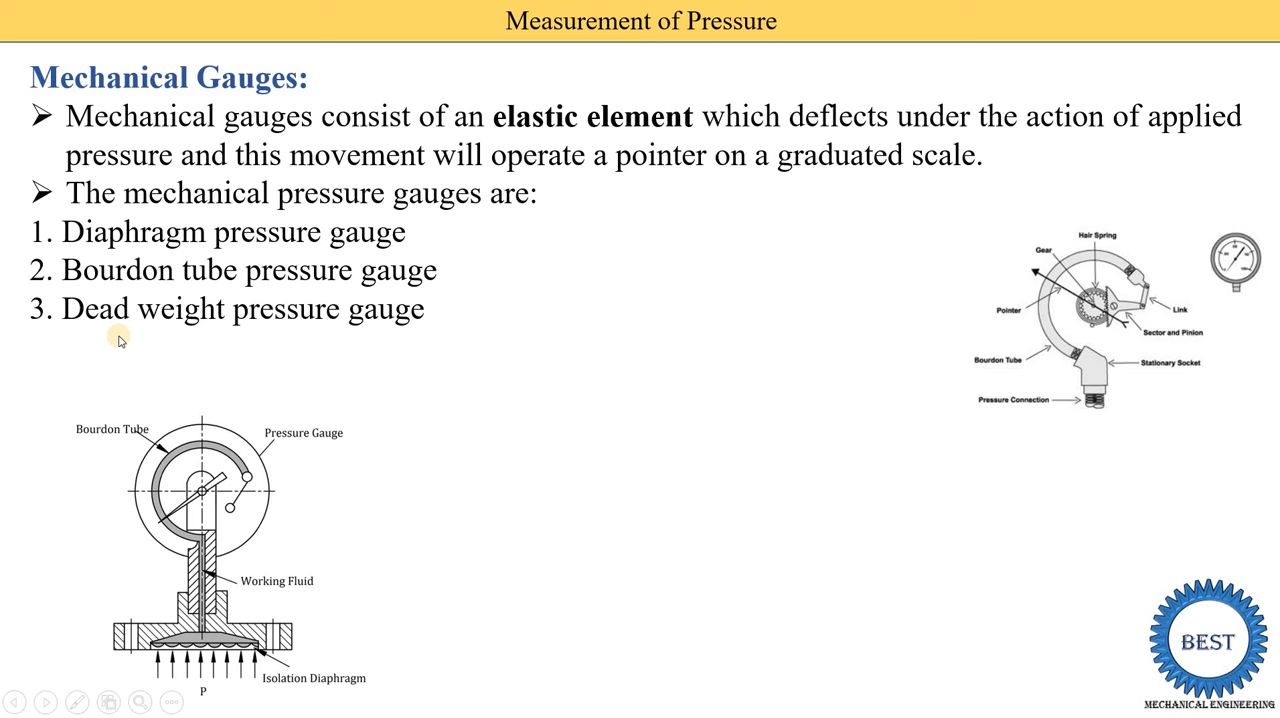 Measurement of Pressure
Mechanical Gauges:
➢ Mechanical gauges consist of an elastic element which deflects under the action of applied
pressure and this movement will operate a pointer on a graduated scale.
➢ The mechanical pressure gauges are:
1. Diaphragm pressure gauge
2. Bourdon tube pressure gauge
3. Dead weight pressure gauge
Hair Spring
Gear
Pointer
Link
Sector and Pinion
Bourdon Tube
Stationary Socket
Pressure Connection
Bourdon Tube
Pressure Gauge
Working Fluid
Isolation Diaphragm
P
BEST
MECHANICAL ENGINEERING